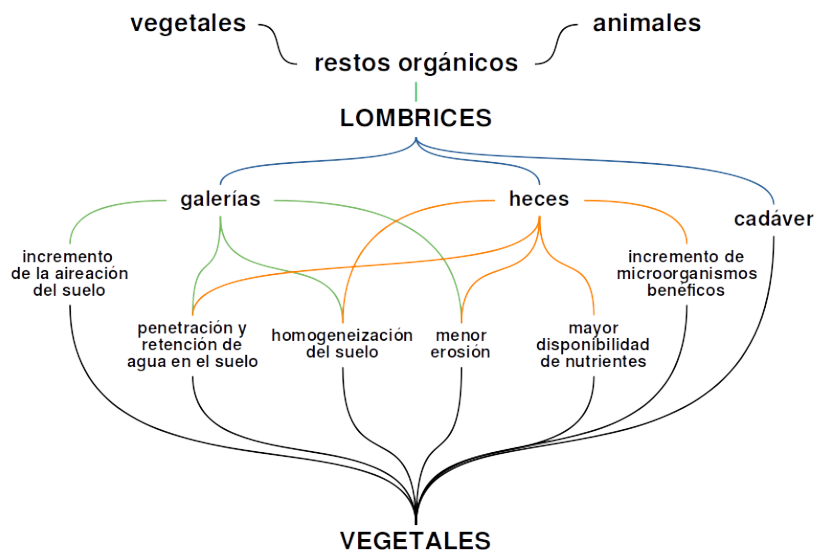 vegetales
animales
restos orgánicos
LOMBRICES
galerías
heces
cadáver
incremento
de la aireación
del suelo
incremento de
microorganismos
benéficos
penetración y
retención de
agua en el suelo
homogeneización
del suelo
menor
erosión
mayor
disponibilidad
de nutrientes
VEGETALES